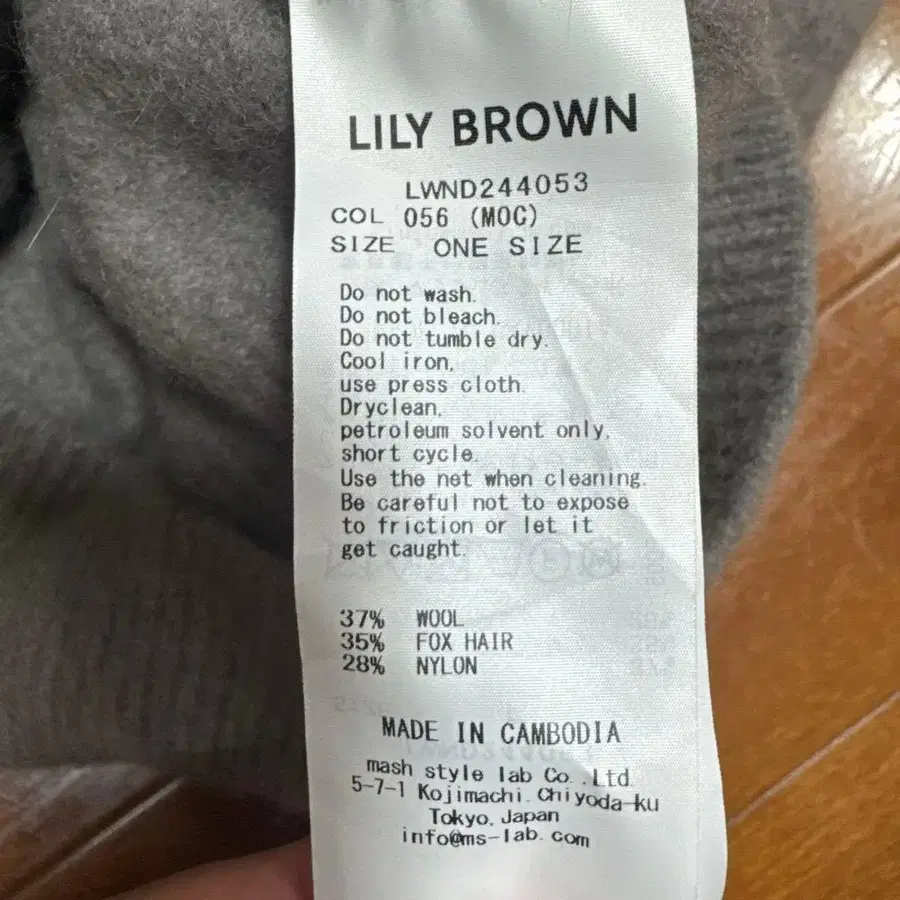 LILY BROWN
LWND244053
COL 056 (MOC)
SIZE ONE SIZE
Do not wash.
Do not bleach.
Do not tumble dry.
Cool iron,
use press cloth.
Dryclean,
petroleum solvent only,
short cycle.
Use the net when cleaning.
Be careful not to expose
to friction or let it
get caught.
37% WOOL
35% FOX HAIR
28% NYLON
MADE IN CAMBODIA
mash style lab Co.,Ltd.
5-7-1 Kojimachi, Chiyoda-ku
Tokyo, Japan
info@ms-lab.com